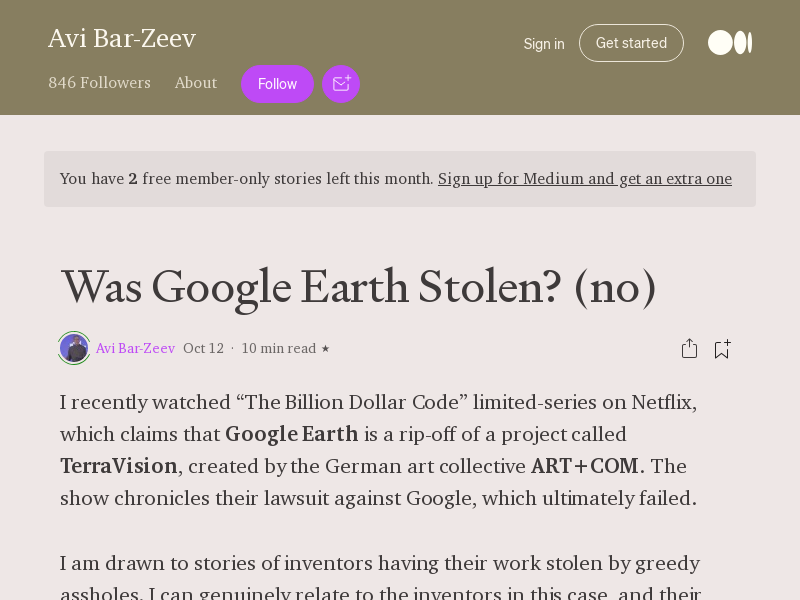 Avi Bar-Zeev
Sign in
Get started
846 Followers
About
Follow
You have 2 free member-only stories left this month. Sign up for Medium and get an extra one
Was Google Earth Stolen? (no)
Avi Bar-Zeev Oct 12 · 10 min read ★
I recently watched “The Billion Dollar Code” limited-series on Netflix,
which claims that Google Earth is a rip-off of a project called
TerraVision, created by the German art collective ART+COM. The
show chronicles their lawsuit against Google, which ultimately failed.
I am drawn to stories of inventors having their work stolen by greedy
assholes. I can genuinely relate to the inventors in this case, and their